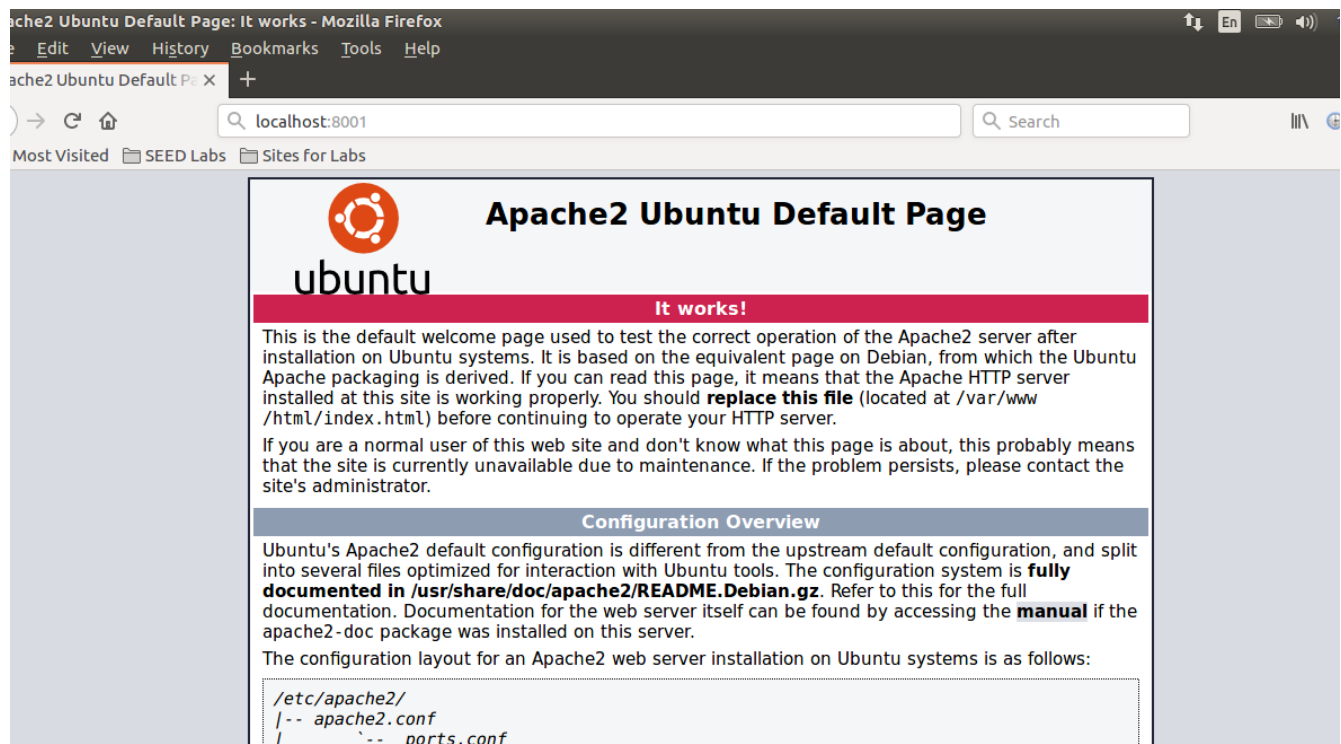 ache2 Ubuntu Default Page: It works - Mozilla Firefox
En
Edit View History Bookmarks Tools Help
ache2 Ubuntu Default Pa
localhost:8001
Search
Most Visited SEED Labs Sites for Labs
ubuntu
Apache2 Ubuntu Default Page
It works!
This is the default welcome page used to test the correct operation of the Apache2 server after
installation on Ubuntu systems. It is based on the equivalent page on Debian, from which the Ubuntu
Apache packaging is derived. If you can read this page, it means that the Apache HTTP server
installed at this site is working properly. You should replace this file (located at /var/www
/html/index.html) before continuing to operate your HTTP server.
If you are a normal user of this web site and don't know what this page is about, this probably means
that the site is currently unavailable due to maintenance. If the problem persists, please contact the
site's administrator.
Configuration Overview
Ubuntu's Apache2 default configuration is different from the upstream default configuration, and split
into several files optimized for interaction with Ubuntu tools. The configuration system is fully
documented in /usr/share/doc/apache2/README.Debian.gz. Refer to this for the full
documentation. Documentation for the web server itself can be found by accessing the manual if the
apache2-doc package was installed on this server.
The configuration layout for an Apache2 web server installation on Ubuntu systems is as follows:
/etc/apache2/
|-- apache2.conf
|       `--  ports.conf